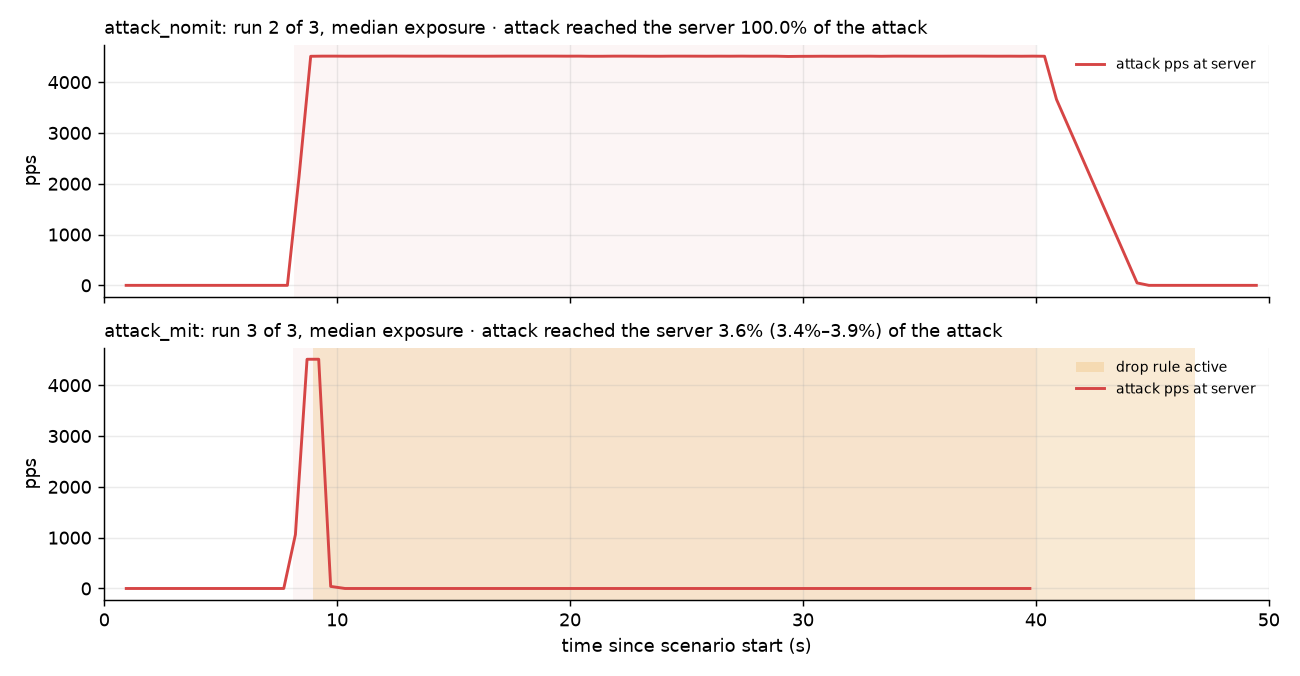 attack_nomit: run 2 of 3, median exposure · attack reached the server 100.0% of the attack
attack pps at server
4000
3000
2000
1000
0
pps
attack_mit: run 3 of 3, median exposure · attack reached the server 3.6% (3.4%–3.9%) of the attack
drop rule active
attack pps at server
4000
3000
2000
1000
0
pps
0 10 20 30 40 50
time since scenario start (s)